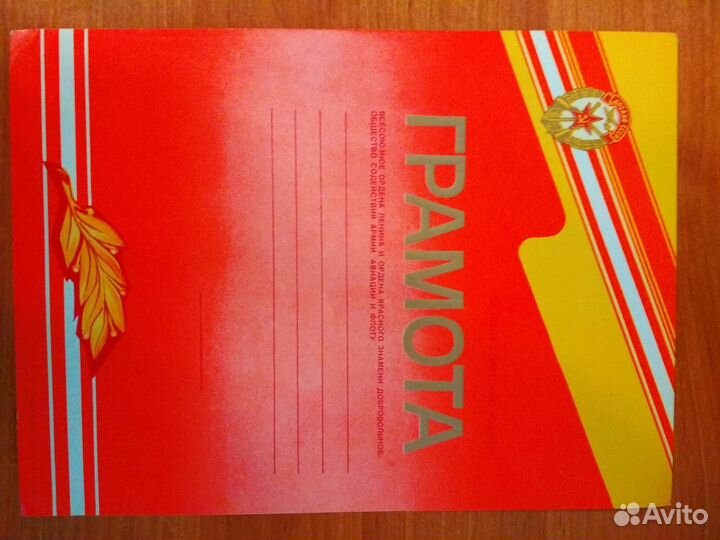 ГРАМОТА
ВСЕСОЮЗНОЕ ОРДЕНА ЛЕНИНА И ОРДЕНА КРАСНОГО ЗНАМЕНИ ДОБРОВОЛЬНОЕ
ОБЩЕСТВО СОДЕЙСТВИЯ АРМИИ, АВИАЦИИ И ФЛОТУ
Avito